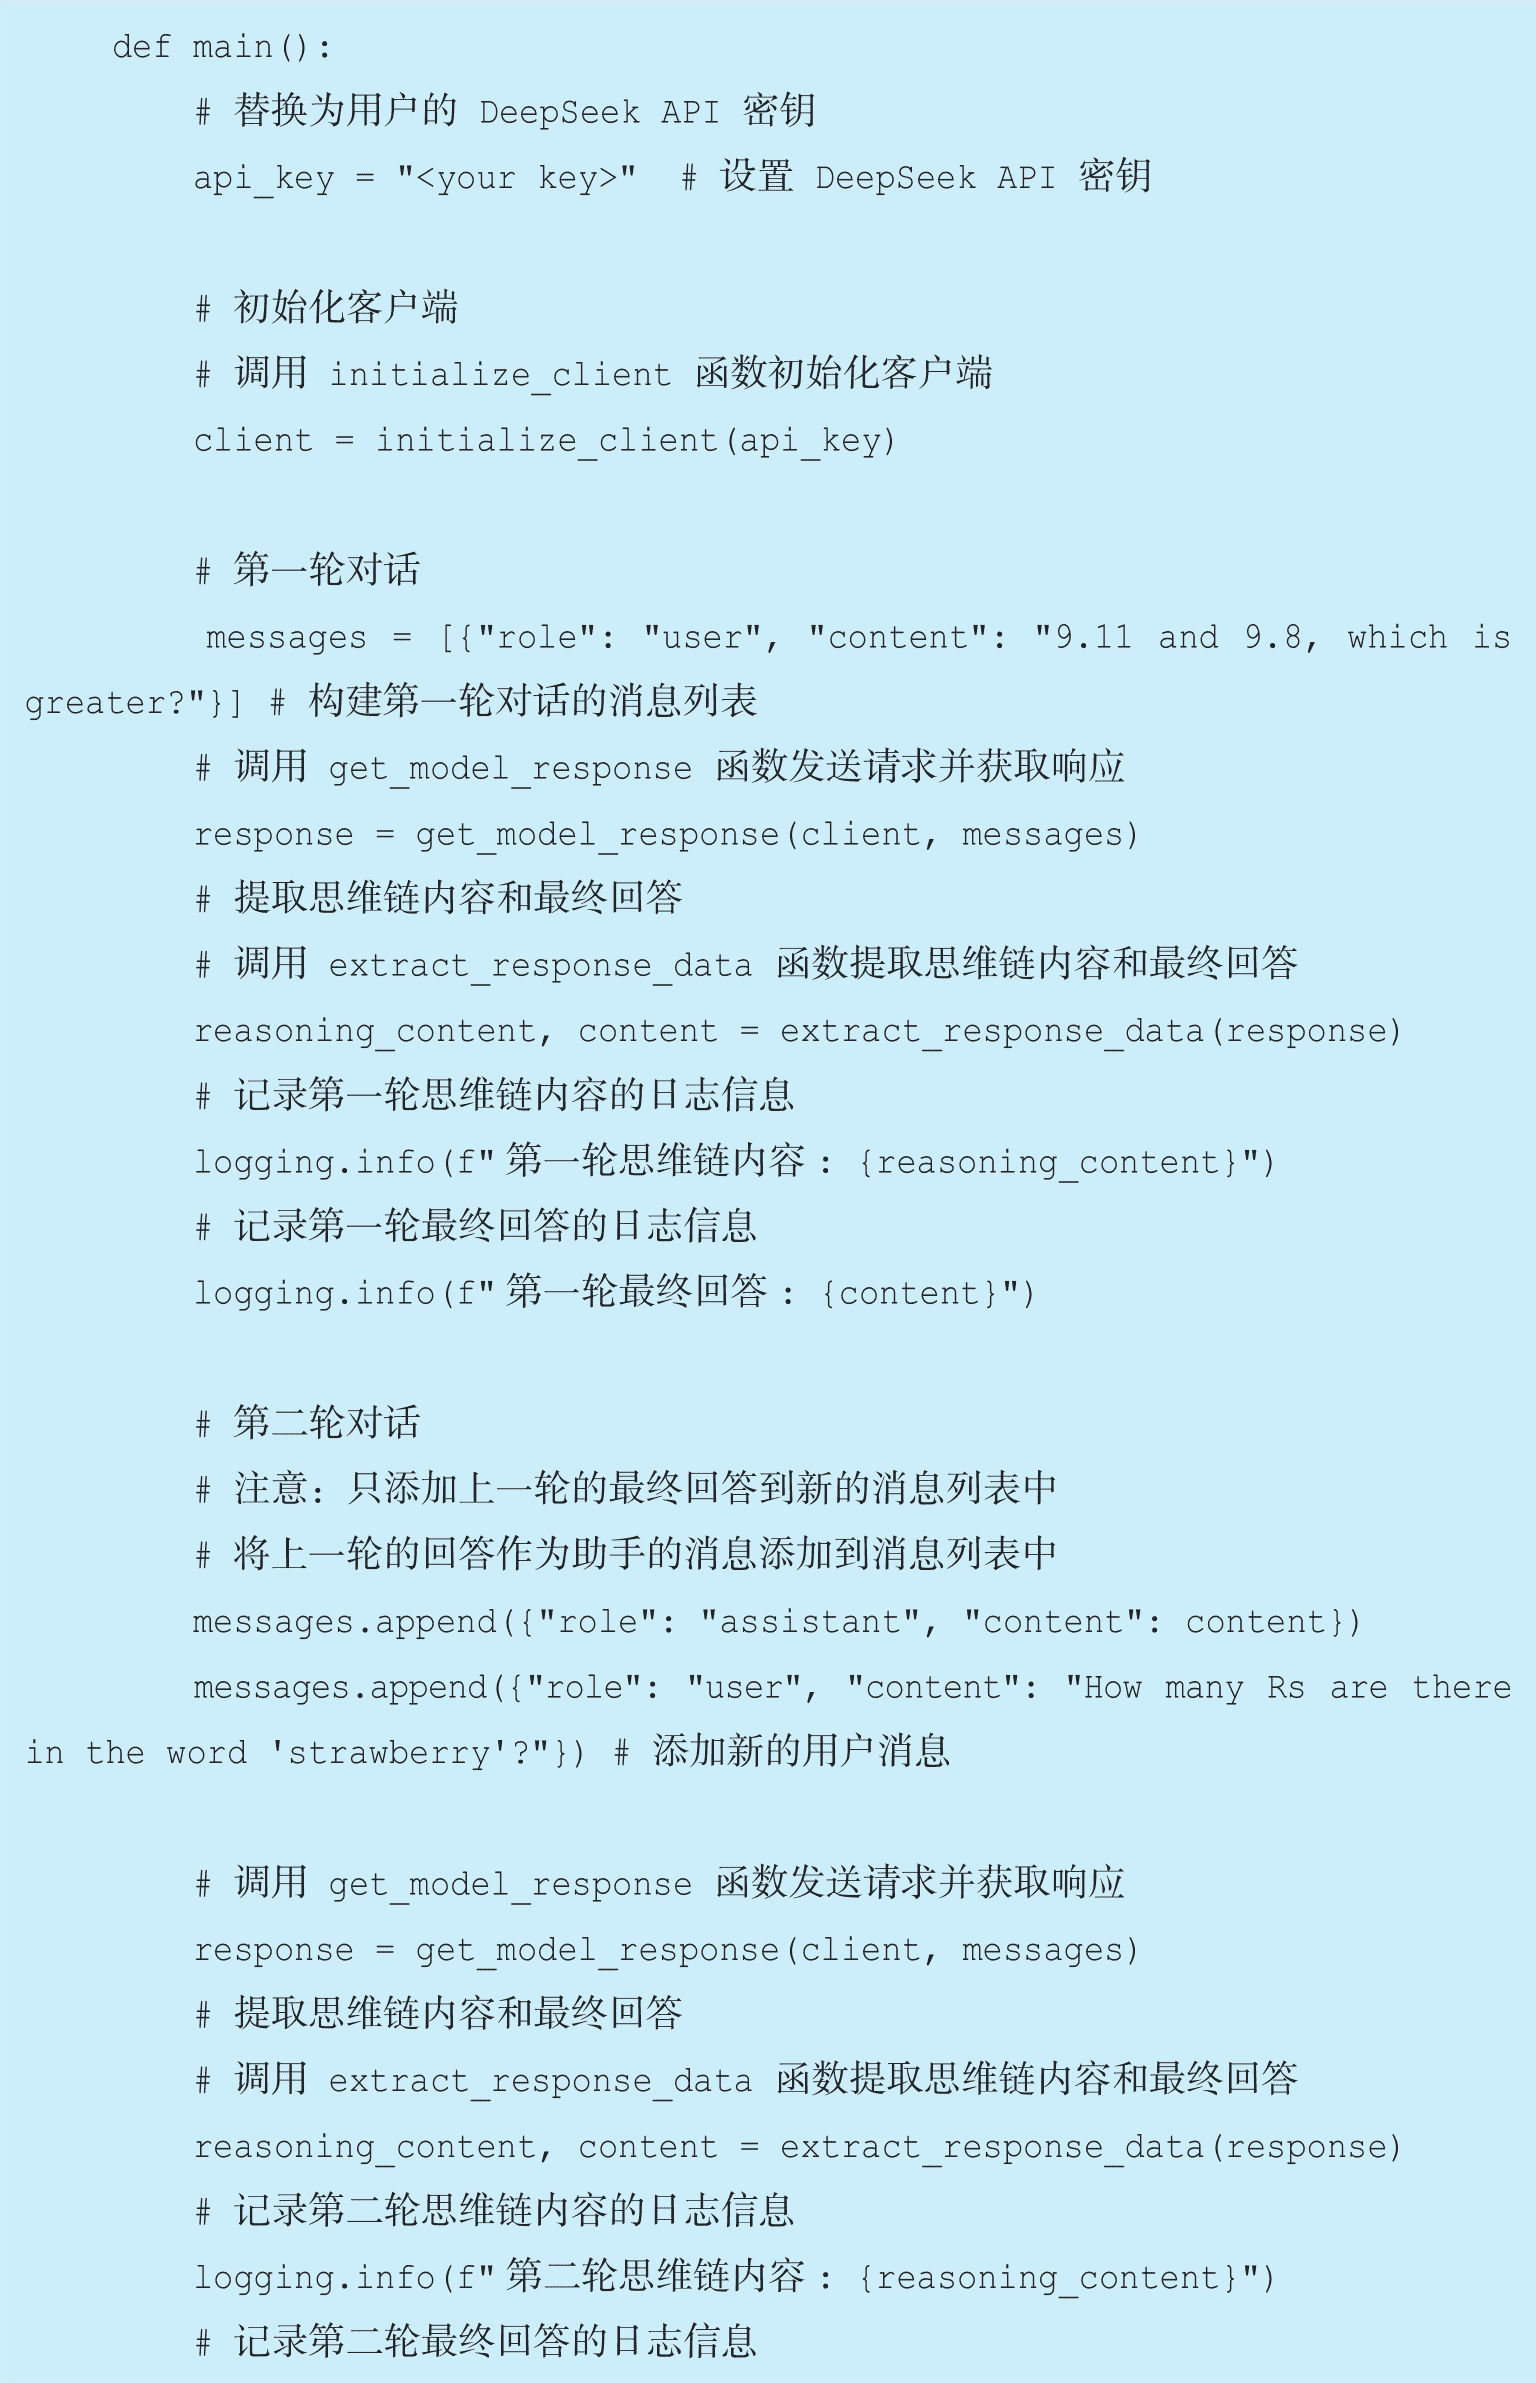 def main():
# 替换为用户的 DeepSeek API 密钥
api_key = "<your key>"  # 设置 DeepSeek API 密钥
# 初始化客户端
# 调用 initialize_client 函数初始化客户端
client = initialize_client(api_key)
# 第一轮对话
messages = [{"role": "user", "content": "9.11 and 9.8, which is
greater?"}] # 构建第一轮对话的消息列表
# 调用 get_model_response 函数发送请求并获取响应
response = get_model_response(client, messages)
# 提取思维链内容和最终回答
# 调用 extract_response_data 函数提取思维链内容和最终回答
reasoning_content, content = extract_response_data(response)
# 记录第一轮思维链内容的日志信息
logging.info(f"第一轮思维链内容: {reasoning_content}")
# 记录第一轮最终回答的日志信息
logging.info(f"第一轮最终回答: {content}")
# 第二轮对话
# 注意：只添加上一轮的最终回答到新的消息列表中
# 将上一轮的回答作为助手的消息添加到消息列表中
messages.append({"role": "assistant", "content": content})
messages.append({"role": "user", "content": "How many Rs are there
in the word 'strawberry'?"}) # 添加新的用户消息
# 调用 get_model_response 函数发送请求并获取响应
response = get_model_response(client, messages)
# 提取思维链内容和最终回答
# 调用 extract_response_data 函数提取思维链内容和最终回答
reasoning_content, content = extract_response_data(response)
# 记录第二轮思维链内容的日志信息
logging.info(f"第二轮思维链内容: {reasoning_content}")
# 记录第二轮最终回答的日志信息